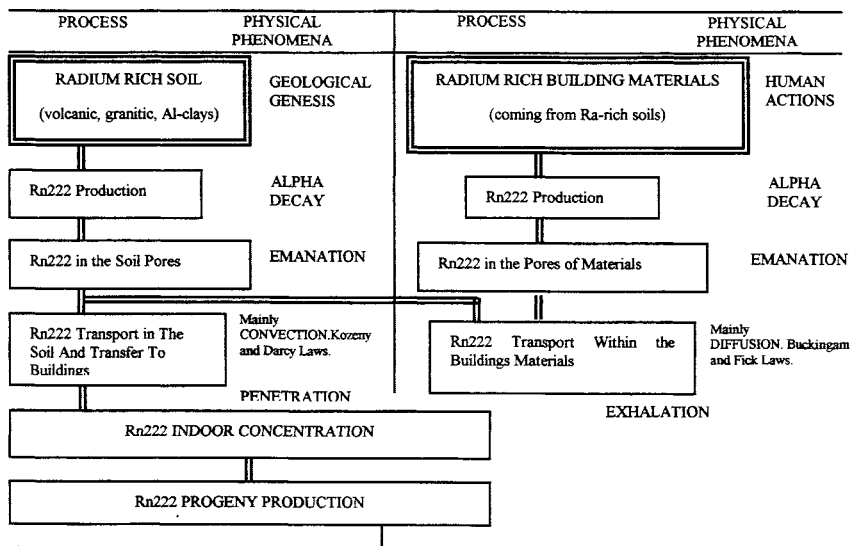 PROCESS
PHYSICAL
PHENOMENA
PROCESS
PHYSICAL
PHENOMENA
RADIUM RICH SOIL
(volcanic, granitic, Al-clays)
GEOLOGICAL
GENESIS
RADIUM RICH BUILDING MATERIALS
(coming from Ra-rich soils)
HUMAN
ACTIONS
Rn222 Production
ALPHA
DECAY
Rn222 Production
ALPHA
DECAY
Rn222 in the Soil Pores
EMANATION
Rn222 in the Pores of Materials
EMANATION
Rn222 Transport in The
Soil And Transfer To
Buildings
Mainly
CONVECTION.Kozeny
and Darcy Laws.
Rn222 Transport Within the
Buildings Materials
Mainly
DIFFUSION. Buckingam
and Fick Laws.
PENETRATION
EXHALATION
Rn222 INDOOR CONCENTRATION
Rn222 PROGENY PRODUCTION